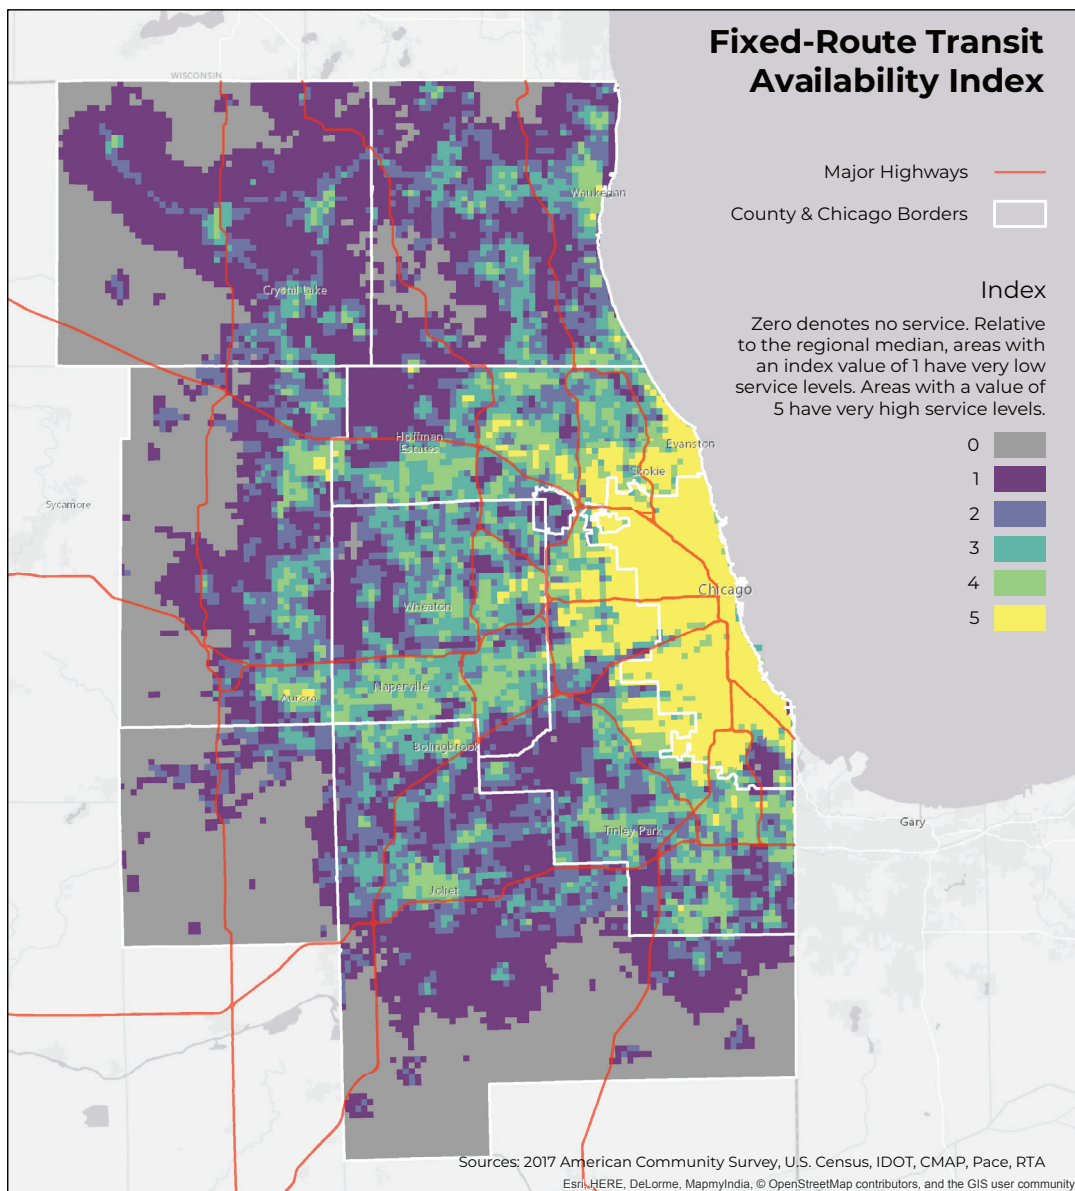 Fixed-Route Transit
Availability Index
WISCONSIN
Major Highways
County & Chicago Borders
Waukegan
Index
Crystal Lake
Zero denotes no service. Relative
to the regional median, areas with
an index value of 1 have very low
service levels. Areas with a value of
5 have very high service levels.
Hoffman
Estates
Evanston
0
Skokie
1
Sycamore
2
3
4
Chicago
Wheaton
5
Naperville
Aurora
Bolingbrook
Gary
Tinley Park
Joliet
Sources: 2017 American Community Survey, U.S. Census, IDOT, CMAP, Pace, RTA
Esri, HERE, DeLorme, MapmyIndia, © OpenStreetMap contributors, and the GIS user community